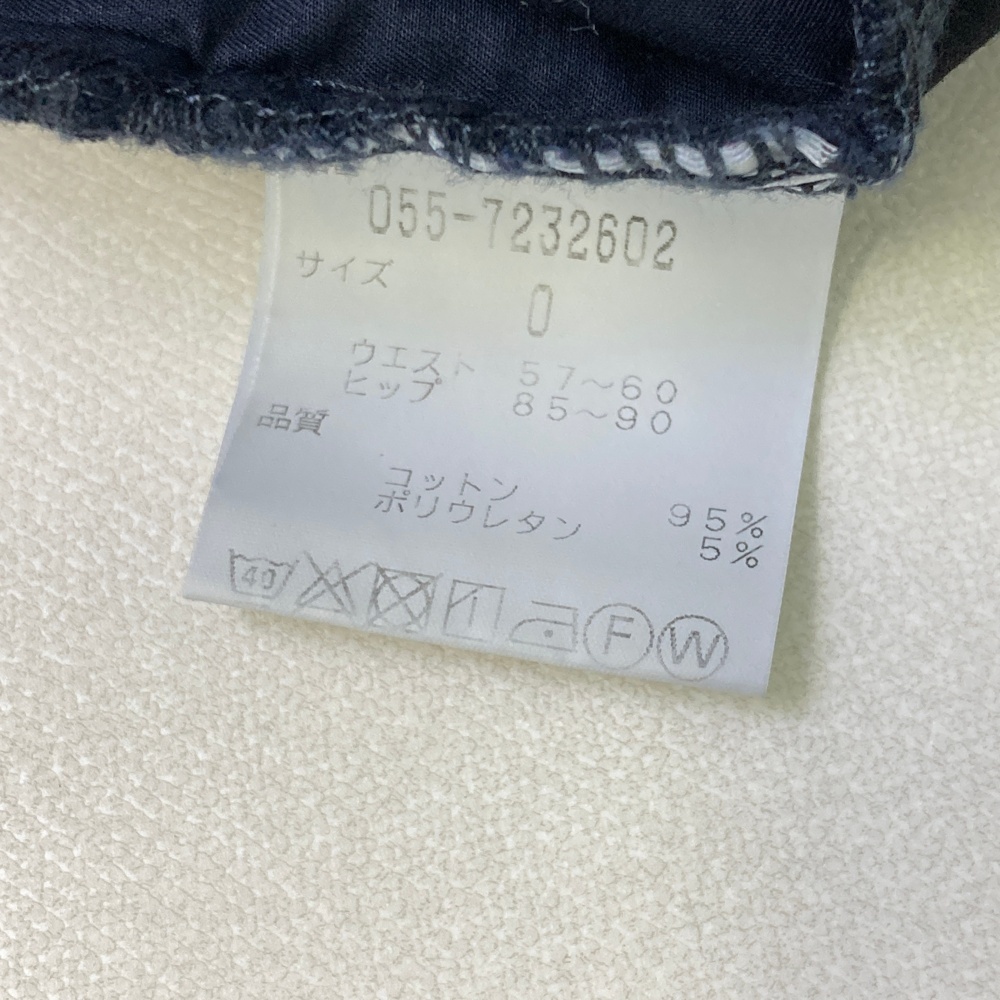 055-7232602
サイズ 0
ウエスト 57～60
ヒップ 85～90
品質
コットン 95%
ポリウレタン 5%
40 F W